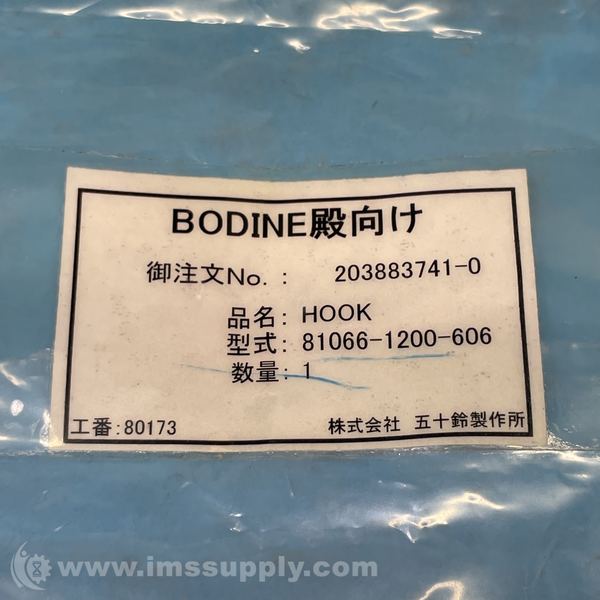 BODINE殿向け
御注文No. : 203883741-0
品名: HOOK
型式: 81066-1200-606
数量: 1
工番:80173 株式会社 五十鈴製作所
www.imssupply.com